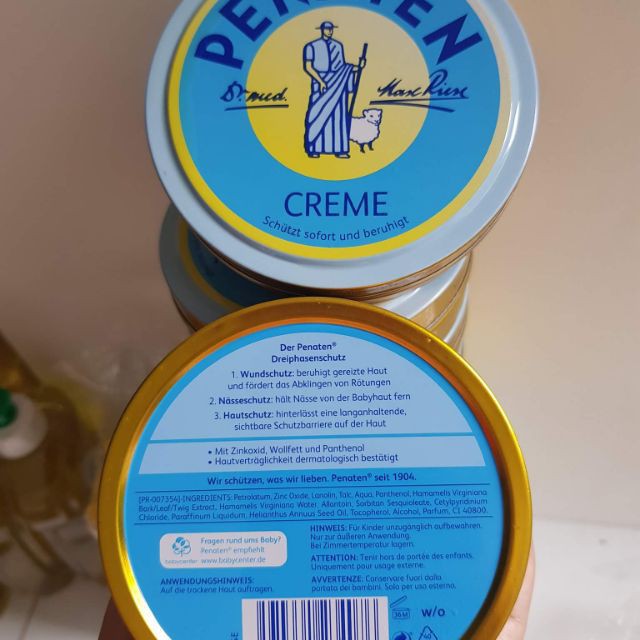 PENATEN
Dr. med. Max Riese
CREME
Schützt sofort und beruhigt
Der Penaten®
Dreiphasenschutz
1. Wundschutz: beruhigt gereizte Haut
und fördert das Abklingen von Rötungen
2. Nässeschutz: hält Nässe von der Babyhaut fern
3. Hautschutz: hinterlässt eine langanhaltende,
sichtbare Schutzbarriere auf der Haut
• Mit Zinkoxid, Wollfett und Panthenol
• Hautverträglichkeit dermatologisch bestätigt
Wir schützen, was wir lieben. Penaten® seit 1904.
[PR-007354]-INGREDIENTS: Petrolatum, Zinc Oxide, Lanolin, Talc, Aqua, Panthenol, Hamamelis Virginiana
Bark/Leaf/Twig Extract, Hamamelis Virginiana Water, Allantoin, Sorbitan Sesquioleate, Cetylpyridinium
Chloride, Paraffinum Liquidum, Helianthus Annuus Seed Oil, Tocopherol, Alcohol, Parfum, CI 40800.
Fragen rund ums Baby?
Penaten® empfiehlt
www.babycenter.de
babycenter
HINWEIS: Für Kinder unzugänglich aufbewahren.
Nur zur äußeren Anwendung.
Bei Zimmertemperatur lagern.
ATTENTION: Tenir hors de portée des enfants.
Uniquement pour usage externe.
AVVERTENZE: Conservare fuori dalla
portata dei bambini. Solo per uso esterno.
ANWENDUNGSHINWEIS:
Auf die trockene Haut auftragen.
36M
W/O